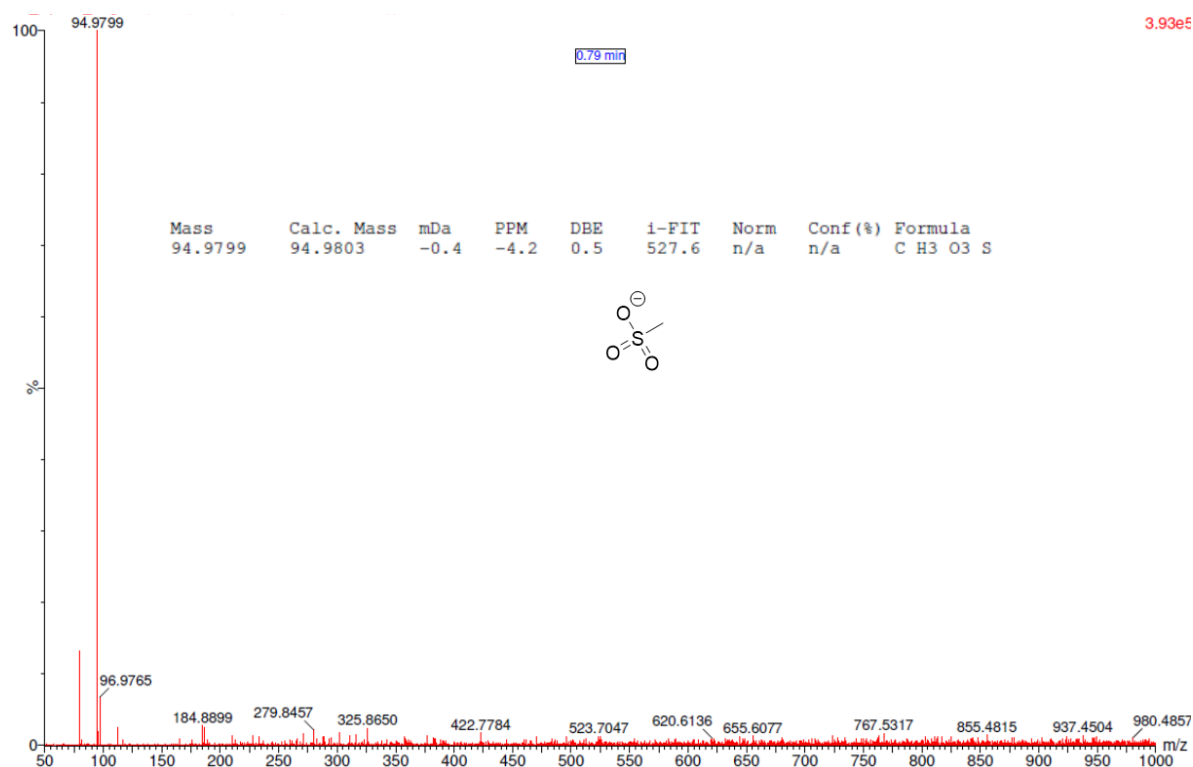 94.9799
3.93e5
100
0.79 min
Mass Calc. Mass mDa PPM DBE i-FIT Norm Conf(%) Formula
94.9799 94.9803 -0.4 -4.2 0.5 527.6 n/a n/a C H3 O3 S
O
S
O
O
%
96.9765
184.8899
279.8457
325.8650
422.7784
523.7047
620.6136
655.6077
767.5317
855.4815
937.4504
980.4857
0
m/z
50 100 150 200 250 300 350 400 450 500 550 600 650 700 750 800 850 900 950 1000